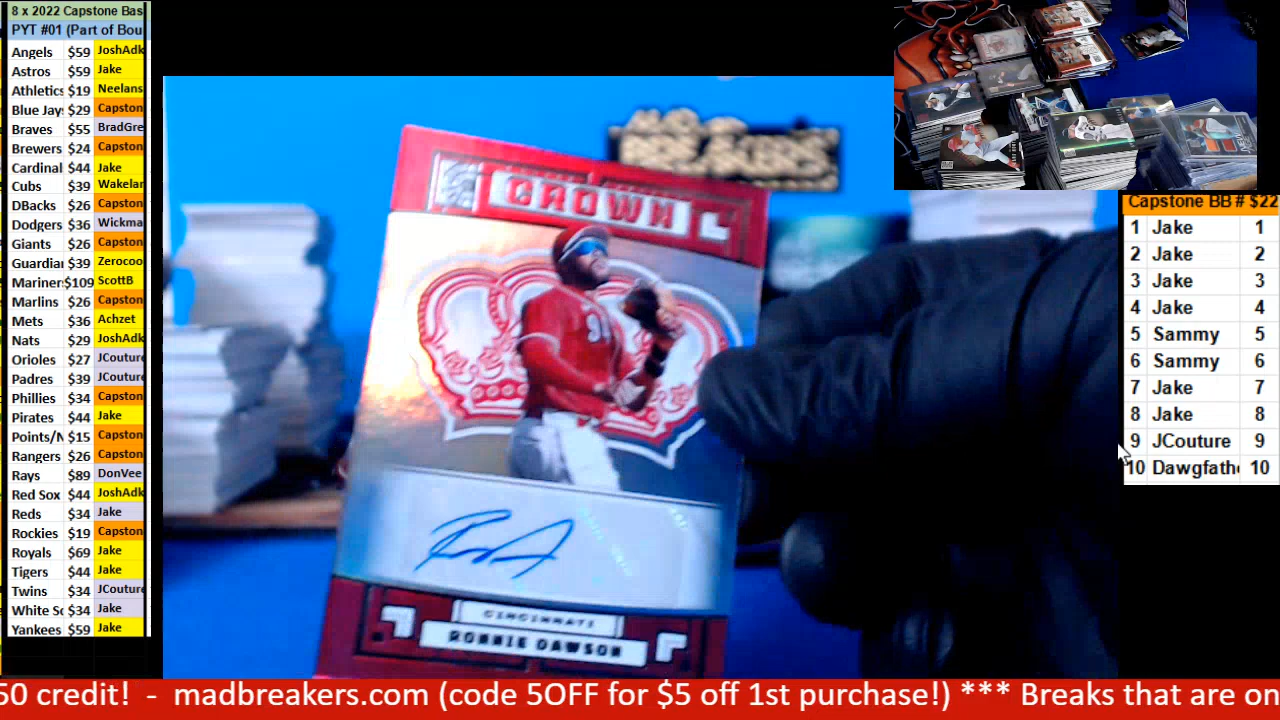 8 x 2022 Capstone Bas
PYT #01 (Part of Bou
Angels $59 JoshAdk
Astros $59 Jake
Athletics $19 Neelans
Blue Jay $29 Capston
Braves $55 BradGre
Brewers $24 Capston
Cardinal $44 Jake
Cubs $39 Wakelan
DBacks $26 Capston
Dodgers $36 Wickma
Giants $26 Capston
Guardian $39 Zerocoo
Mariner $109 ScottB
Marlins $26 Capston
Mets $36 Achzet
Nats $29 JoshAdk
Orioles $27 JCouture
Padres $39 JCouture
Phillies $34 Capston
Pirates $44 Jake
Points/N $15 Capston
Rangers $26 Capston
Rays $89 DonVee
Red Sox $44 JoshAdk
Reds $34 Jake
Rockies $19 Capston
Royals $69 Jake
Tigers $44 Jake
Twins $34 JCouture
White So $34 Jake
Yankees $59 Jake
CROWN
CINCINNATI
RONNIE DAWSON
Capstone BB # $22
1 Jake 1
2 Jake 2
3 Jake 3
4 Jake 4
5 Sammy 5
6 Sammy 6
7 Jake 7
8 Jake 8
9 JCouture 9
10 Dawgfath 10
50 credit! - madbreakers.com (code 5OFF for $5 off 1st purchase!) *** Breaks that are on